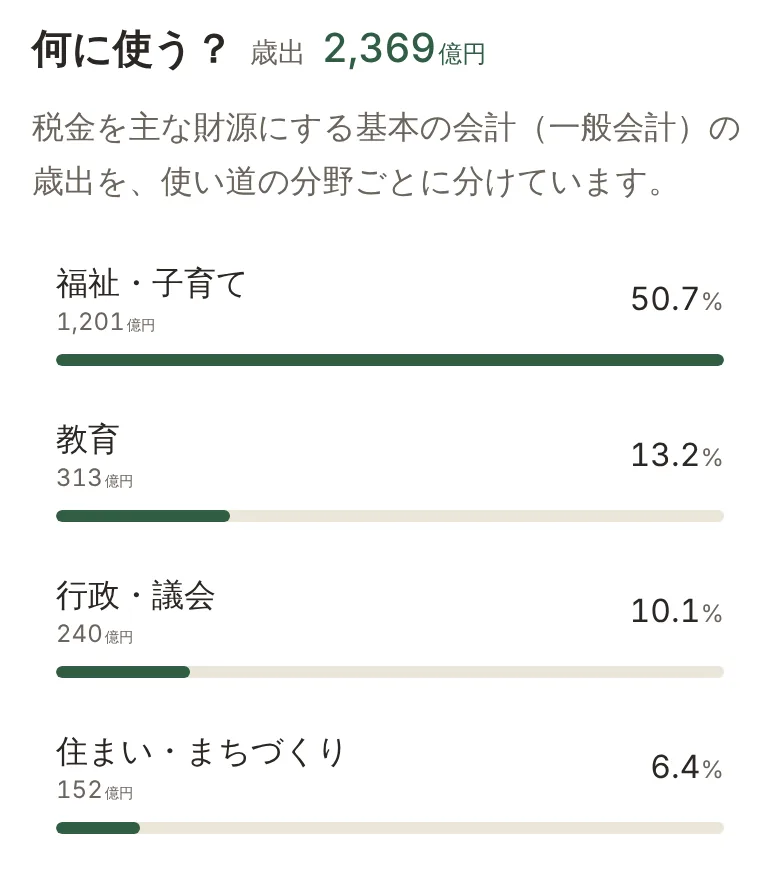 何に使う？ 歳出 2,369億円
税金を主な財源にする基本の会計（一般会計）の
歳出を、使い道の分野ごとに分けています。
福祉・子育て
1,201億円
50.7%
教育
313億円
13.2%
行政・議会
240億円
10.1%
住まい・まちづくり
152億円
6.4%